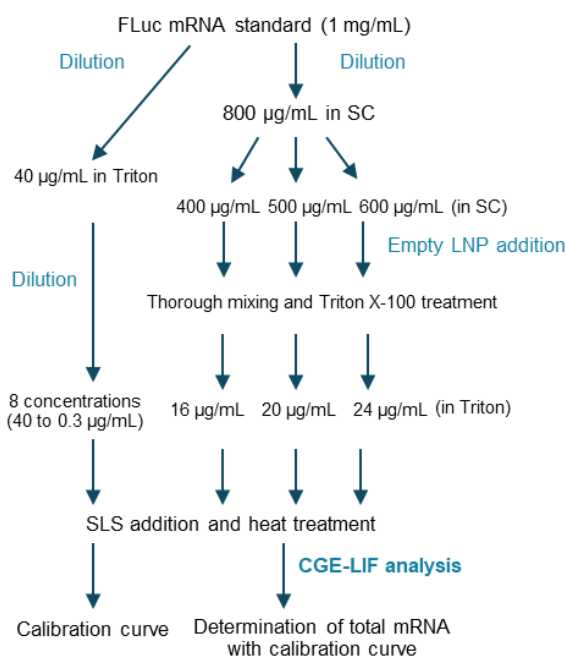 FLuc mRNA standard (1 mg/mL)
Dilution
Dilution
800 µg/mL in SC
40 µg/mL in Triton
400 µg/mL 500 µg/mL 600 µg/mL (in SC)
Empty LNP addition
Dilution
Thorough mixing and Triton X-100 treatment
8 concentrations
(40 to 0.3 µg/mL)
16 µg/mL 20 µg/mL 24 µg/mL (in Triton)
SLS addition and heat treatment
CGE-LIF analysis
Calibration curve
Determination of total mRNA
with calibration curve